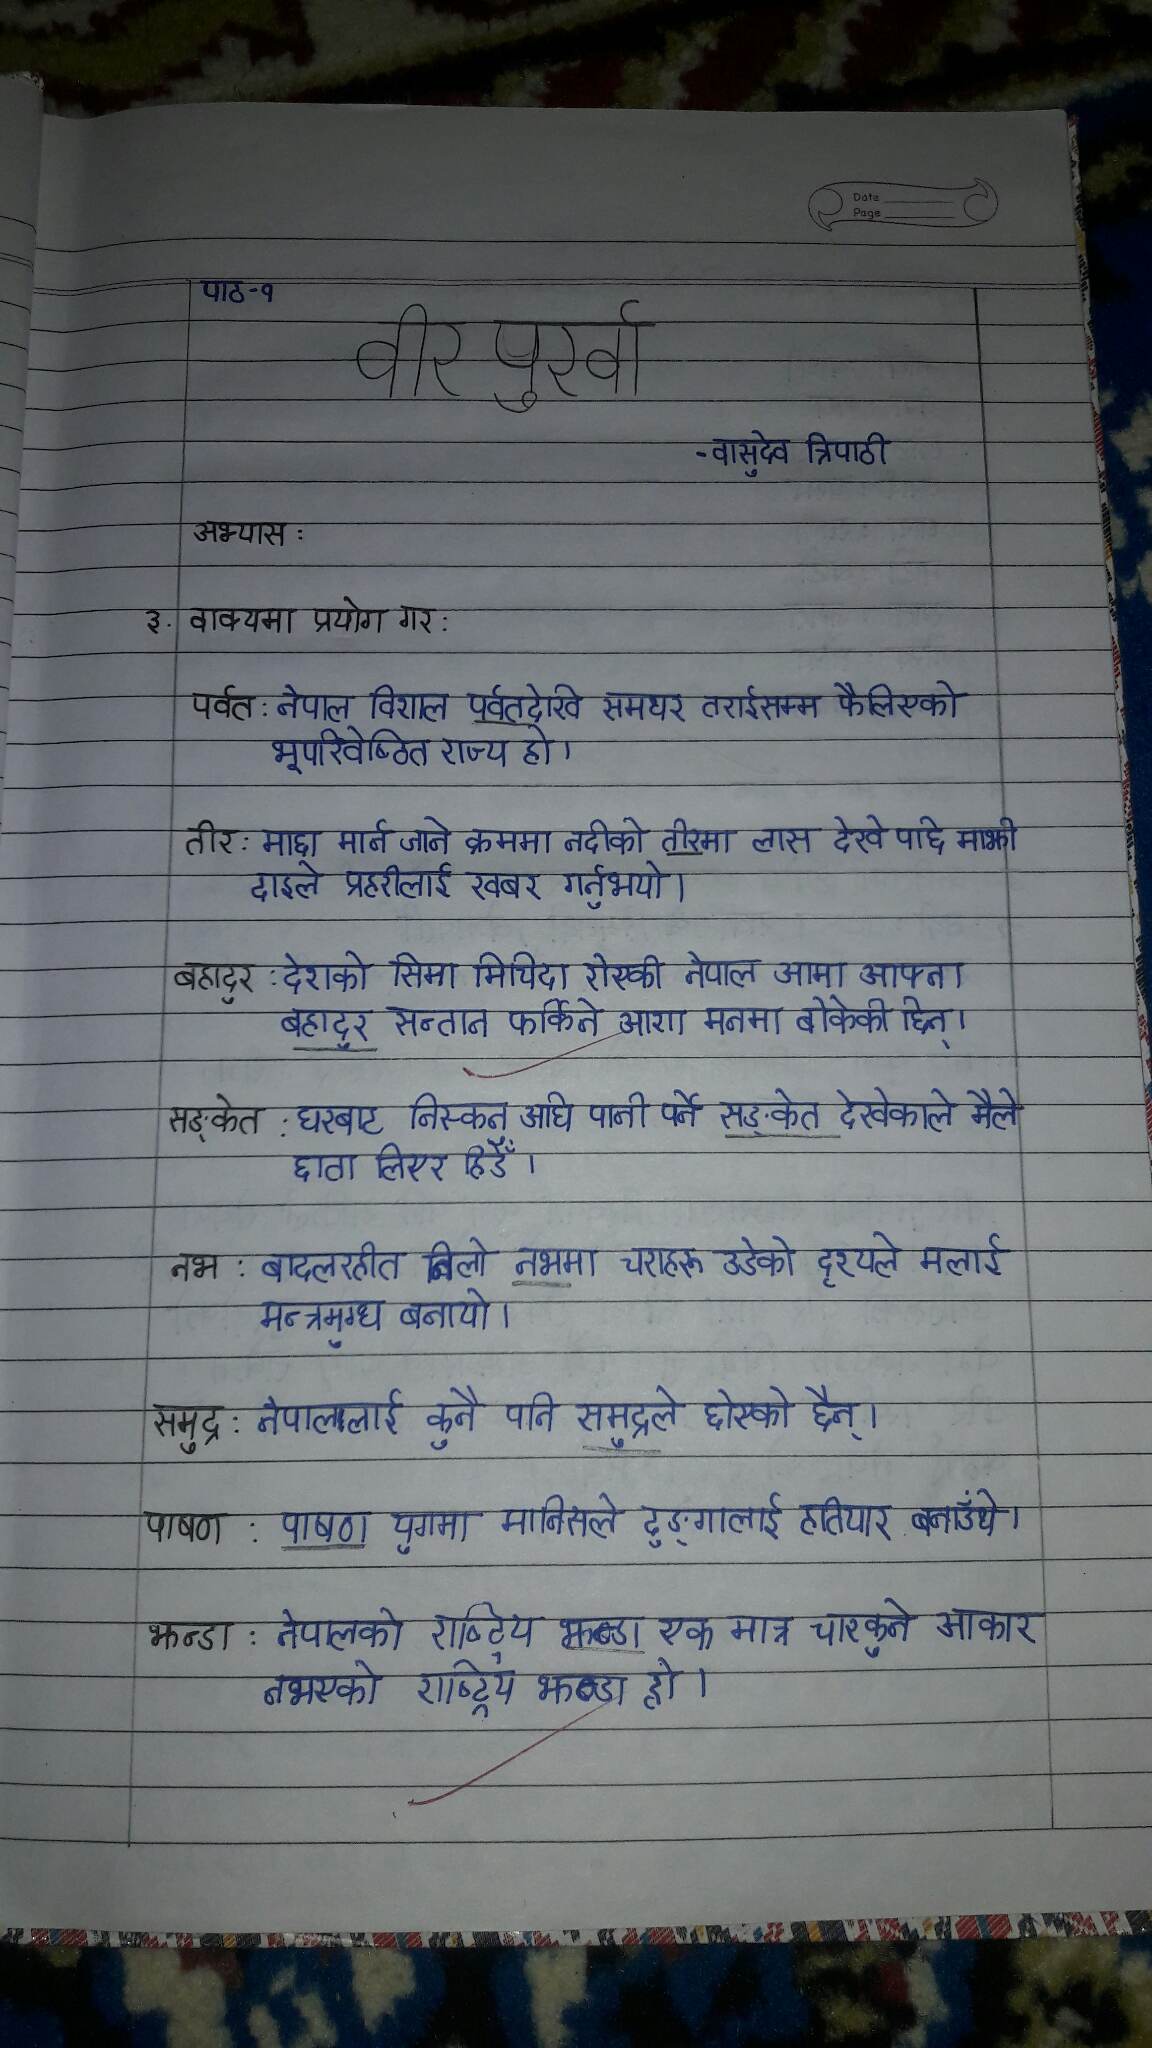 Date
Page
पाठ-१
वीर पुर्खा
-वासुदेव त्रिपाठी
अभ्यास :
३. वाक्यमा प्रयोग गर :
पर्वत : नेपाल विशाल पर्वतदेखि समथर तराईसम्म फैलिएको
भूपरिवेष्ठित राज्य हो ।
तीर : माछा मार्न जाने क्रममा नदीको तीरमा लास देखे पछि माझी
दाइले प्रहरीलाई खबर गर्नुभयो ।
बहादुर : देशको सिमा मिचिदा रोएकी नेपाल आमा आफ्ना
बहादुर सन्तान फर्किने आशा मनमा बोकेकी छिन् ।
सङ्केत : घरबाट निस्कनु अघि पानी पर्ने सङ्केत देखेकाले मैले
छाता लिएर हिडेँ ।
नभ : बादलरहीत निलो नभमा चराहरू उडेको दृश्यले मलाई
मन्त्रमुग्ध बनायो ।
समुद्र : नेपाललाई कुनै पनि समुद्रले छोएको छैन् ।
पाषण : पाषण युगमा मानिसले ढुङ्गालाई हतियार बनाउँथे ।
झन्डा : नेपालको राष्ट्रिय झन्डा एक मात्र चारकुने आकार
नभएको राष्ट्रिय झन्डा हो ।